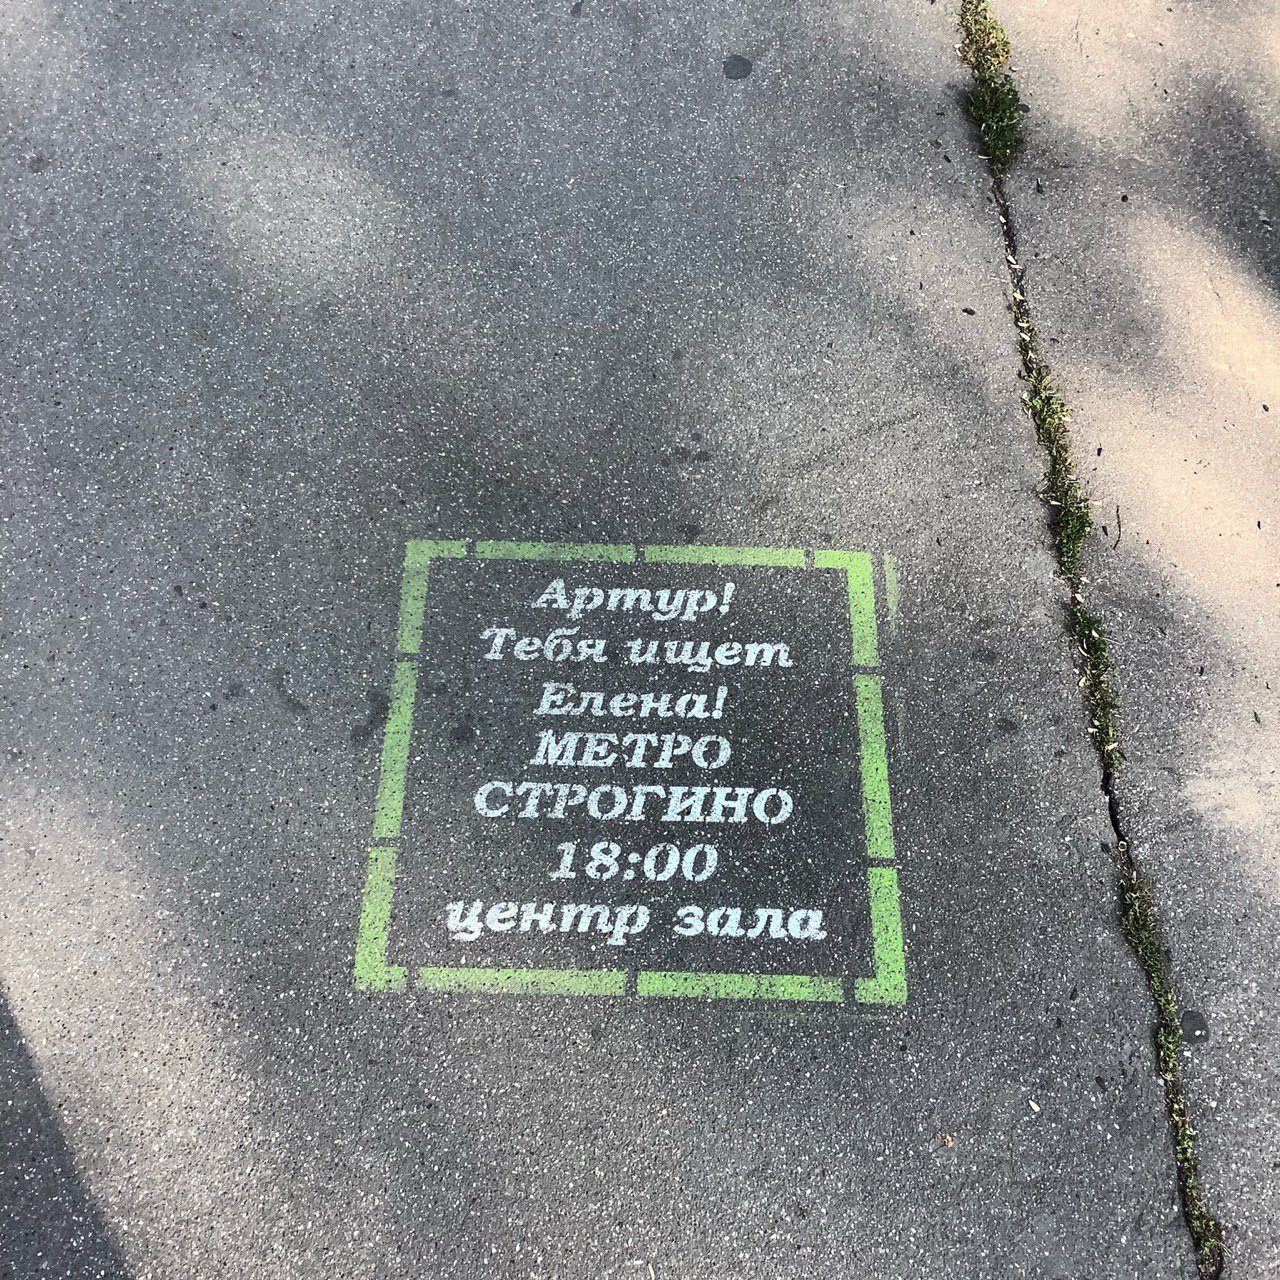 Артур!
Тебя ищет
Елена!
МЕТРО
СТРОГИНО
18:00
центр зала